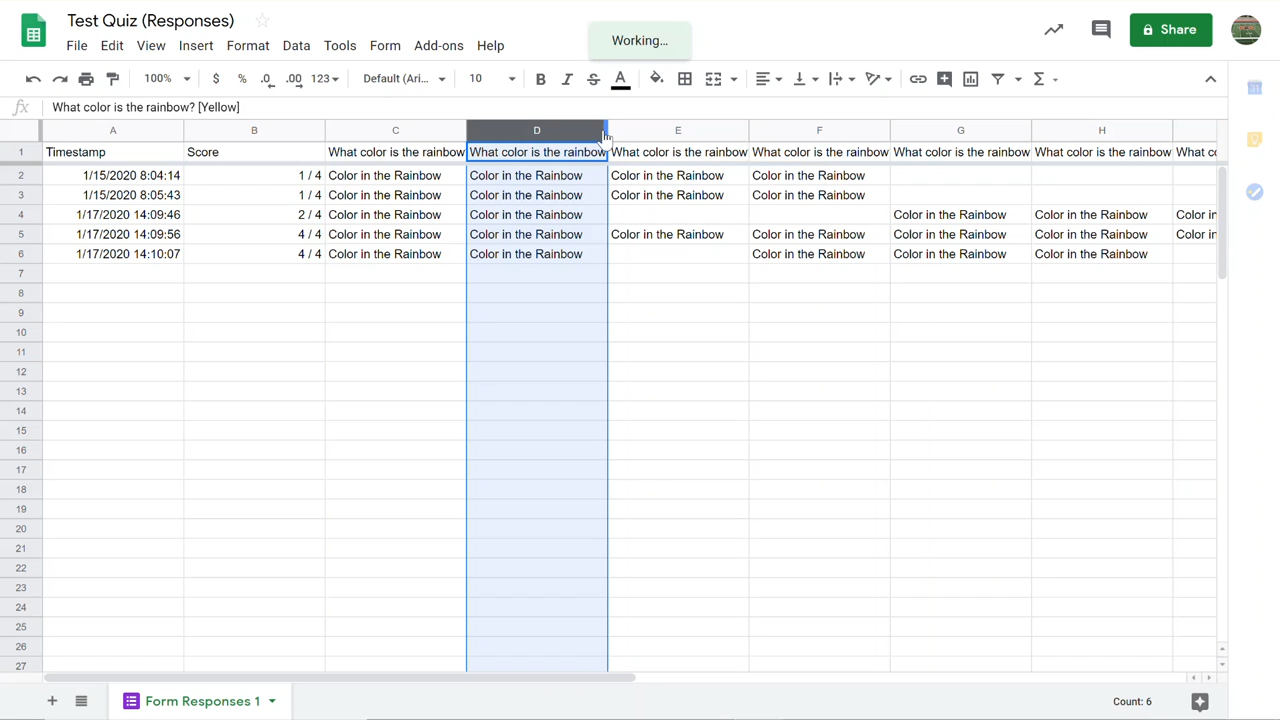 Test Quiz (Responses)
Working...
Share
File Edit View Insert Format Data Tools Form Add-ons Help
100% $ % .0 .00 123 Default (Ari... 10 B I S A Σ
fx What color is the rainbow? [Yellow]
A B C D E F G H
1 Timestamp Score What color is the rainbow What color is the rainbow What color is the rainbow What color is the rainbow What color is the rainbow What color is the rainbow What co
2 1/15/2020 8:04:14 1 / 4 Color in the Rainbow Color in the Rainbow Color in the Rainbow Color in the Rainbow
3 1/15/2020 8:05:43 1 / 4 Color in the Rainbow Color in the Rainbow Color in the Rainbow Color in the Rainbow
4 1/17/2020 14:09:46 2 / 4 Color in the Rainbow Color in the Rainbow Color in the Rainbow Color in the Rainbow Color in
5 1/17/2020 14:09:56 4 / 4 Color in the Rainbow Color in the Rainbow Color in the Rainbow Color in the Rainbow Color in the Rainbow Color in the Rainbow Color in
6 1/17/2020 14:10:07 4 / 4 Color in the Rainbow Color in the Rainbow Color in the Rainbow Color in the Rainbow Color in the Rainbow
7
8
9
10
11
12
13
14
15
16
17
18
19
20
21
22
23
24
25
26
27
Form Responses 1 Count: 6